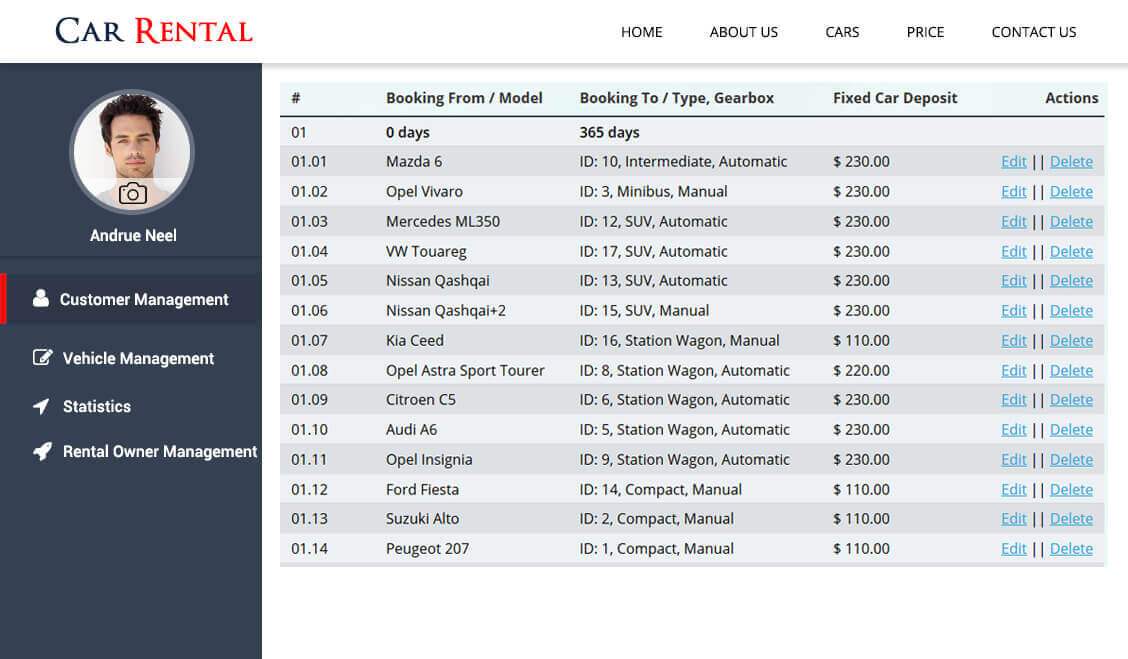 CAR RENTAL
HOME ABOUT US CARS PRICE CONTACT US
Andrue Neel
Customer Management
Vehicle Management
Statistics
Rental Owner Management
# Booking From / Model Booking To / Type, Gearbox Fixed Car Deposit Actions
01 0 days 365 days
01.01 Mazda 6 ID: 10, Intermediate, Automatic $ 230.00 Edit || Delete
01.02 Opel Vivaro ID: 3, Minibus, Manual $ 230.00 Edit || Delete
01.03 Mercedes ML350 ID: 12, SUV, Automatic $ 230.00 Edit || Delete
01.04 VW Touareg ID: 17, SUV, Automatic $ 230.00 Edit || Delete
01.05 Nissan Qashqai ID: 13, SUV, Automatic $ 230.00 Edit || Delete
01.06 Nissan Qashqai+2 ID: 15, SUV, Manual $ 230.00 Edit || Delete
01.07 Kia Ceed ID: 16, Station Wagon, Manual $ 110.00 Edit || Delete
01.08 Opel Astra Sport Tourer ID: 8, Station Wagon, Automatic $ 220.00 Edit || Delete
01.09 Citroen C5 ID: 6, Station Wagon, Automatic $ 230.00 Edit || Delete
01.10 Audi A6 ID: 5, Station Wagon, Automatic $ 230.00 Edit || Delete
01.11 Opel Insignia ID: 9, Station Wagon, Automatic $ 230.00 Edit || Delete
01.12 Ford Fiesta ID: 14, Compact, Manual $ 110.00 Edit || Delete
01.13 Suzuki Alto ID: 2, Compact, Manual $ 110.00 Edit || Delete
01.14 Peugeot 207 ID: 1, Compact, Manual $ 110.00 Edit || Delete